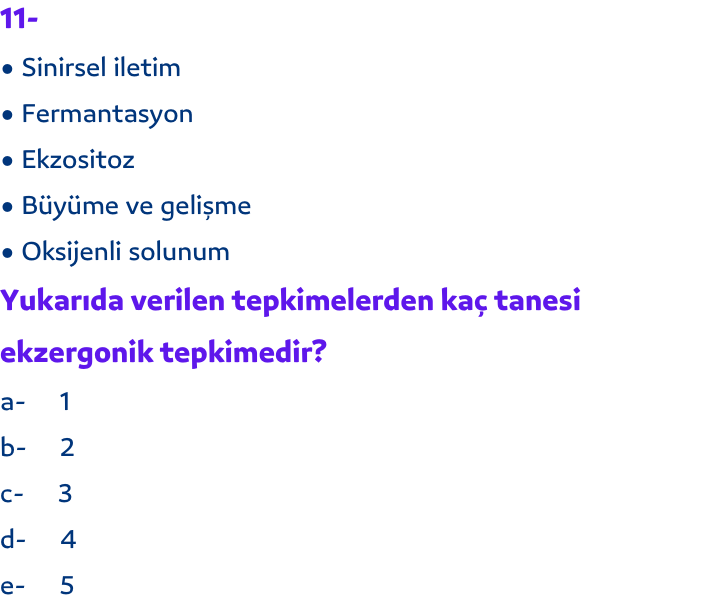 11-
• Sinirsel iletim
• Fermantasyon
• Ekzositoz
• Büyüme ve gelişme
• Oksijenli solunum
Yukarıda verilen tepkimelerden kaç tanesi
ekzergonik tepkimedir?
a- 1
b- 2
c- 3
d- 4
e- 5